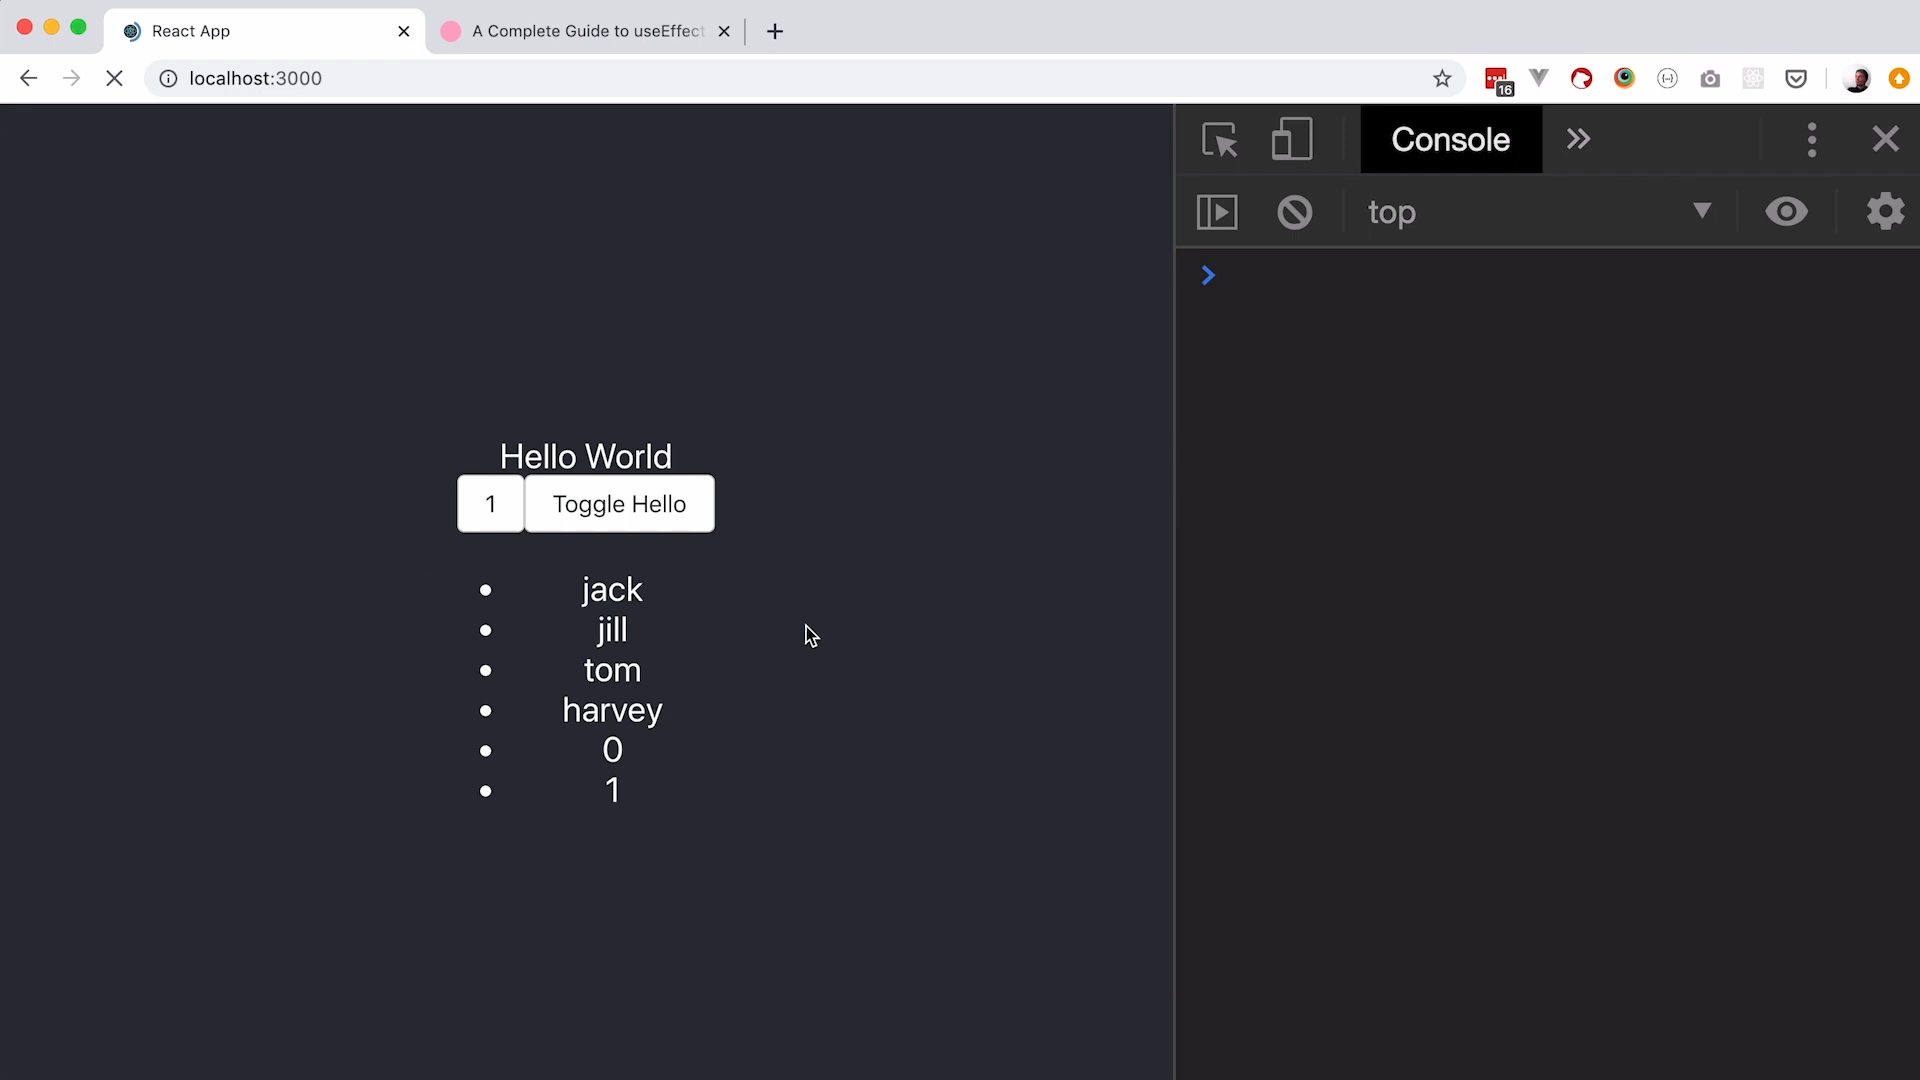 React App
A Complete Guide to useEffect
localhost:3000
16
Console
top
Hello World
1 Toggle Hello
jack
jill
tom
harvey
0
1